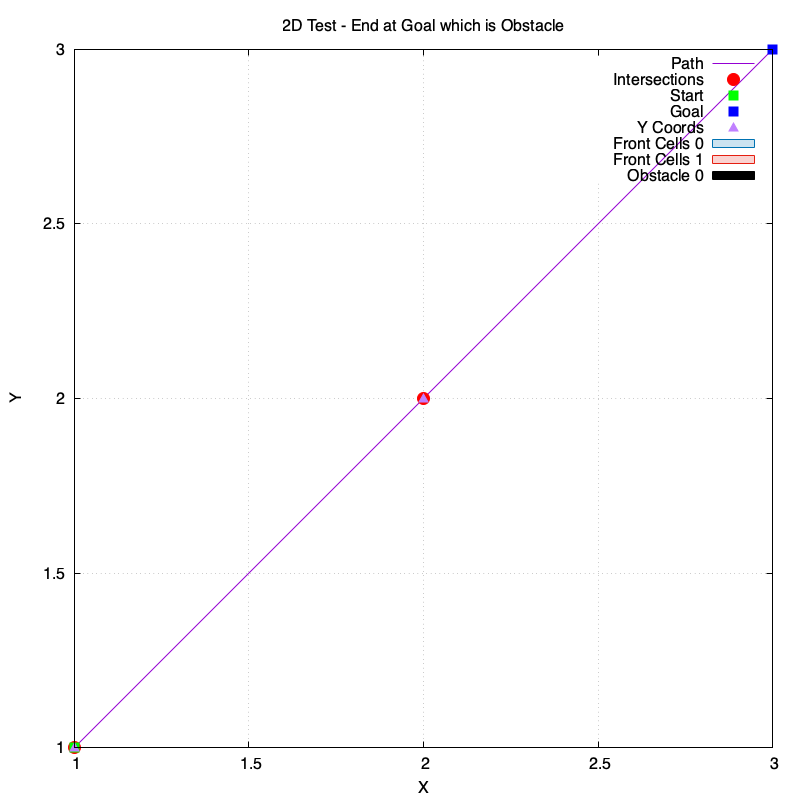 2D Test - End at Goal which is Obstacle
3
Path
Intersections
Start
Goal
Y Coords
Front Cells 0
Front Cells 1
Obstacle 0
2.5
Y
2
1.5
1
1 1.5 2 2.5 3
X